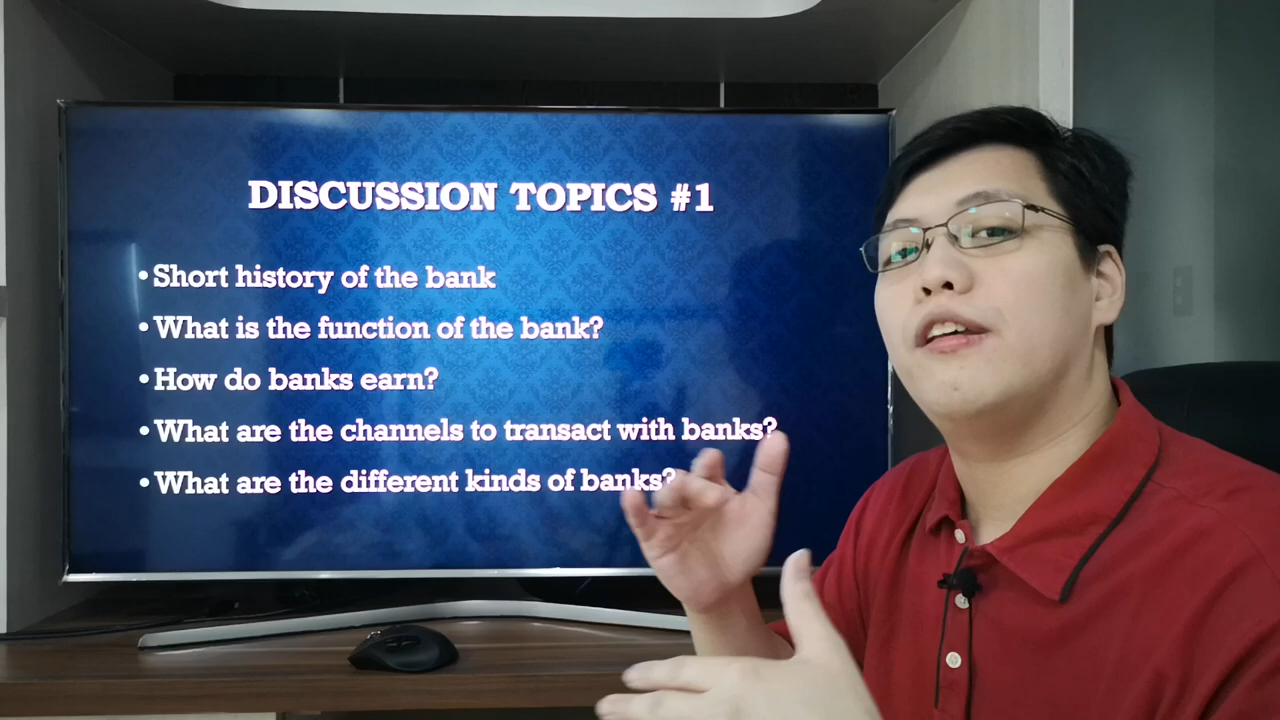 DISCUSSION TOPICS #1
• Short history of the bank
• What is the function of the bank?
• How do banks earn?
• What are the channels to transact with banks?
• What are the different kinds of banks?